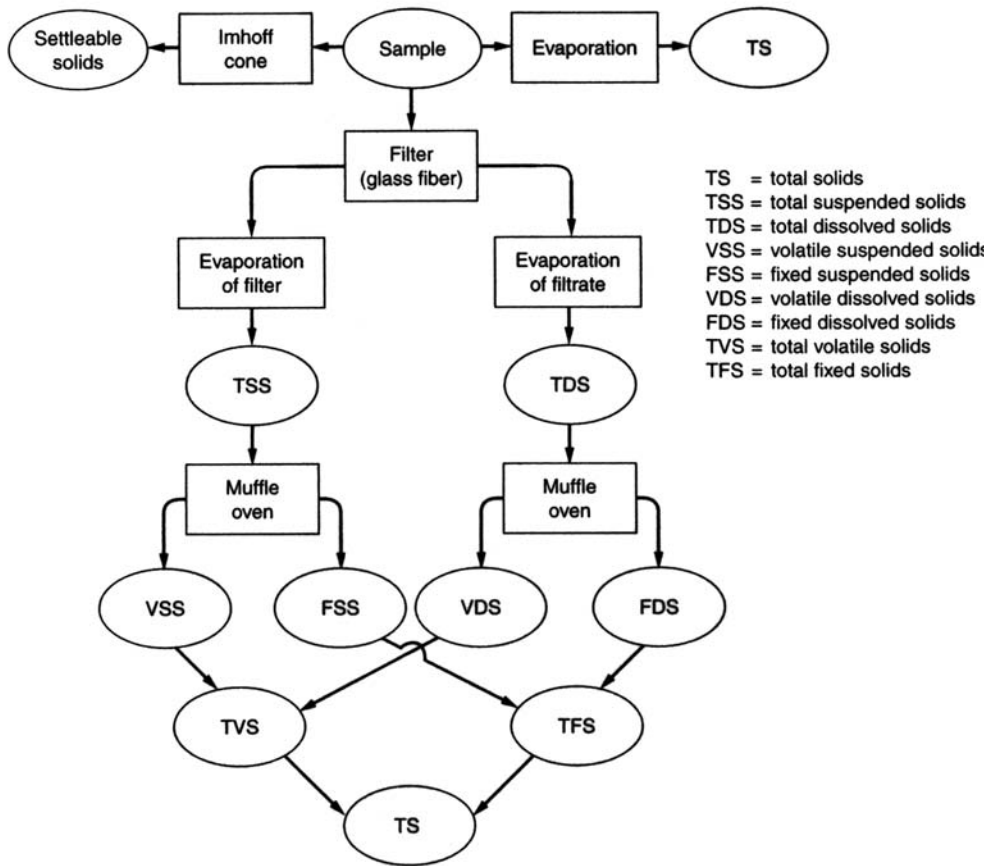 Settleable
solids
Imhoff
cone
Sample
Evaporation
TS
Filter
(glass fiber)
TS = total solids
TSS = total suspended solids
TDS = total dissolved solids
VSS = volatile suspended solids
FSS = fixed suspended solids
VDS = volatile dissolved solids
FDS = fixed dissolved solids
TVS = total volatile solids
TFS = total fixed solids
Evaporation
of filter
Evaporation
of filtrate
TSS
TDS
Muffle
oven
Muffle
oven
VSS
FSS
VDS
FDS
TVS
TFS
TS